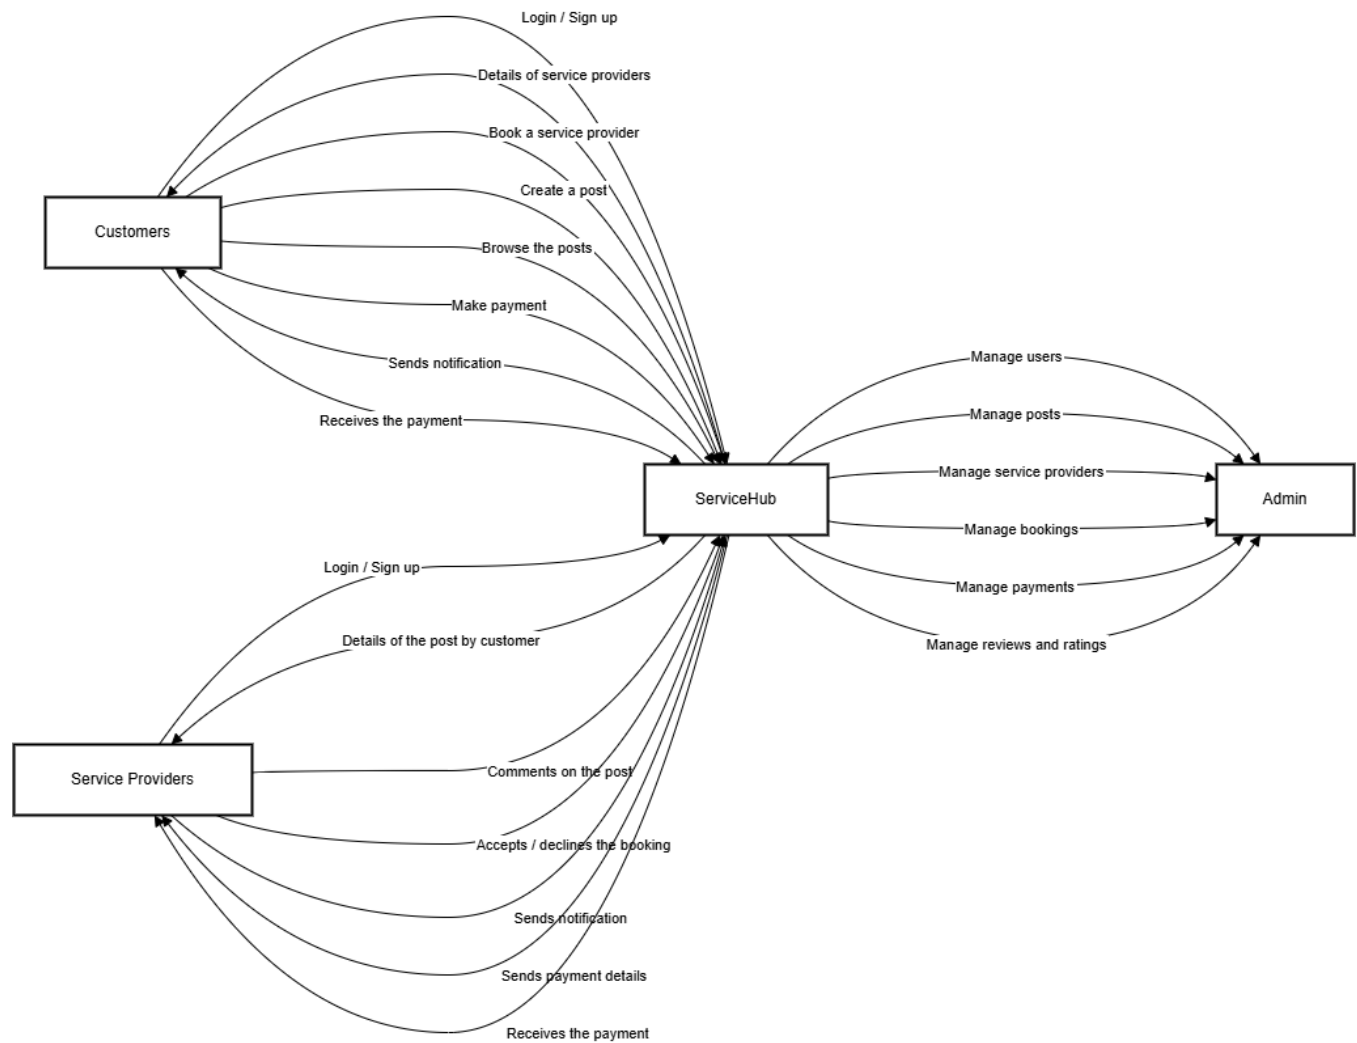 Login / Sign up
Details of service providers
Book a service provider
Create a post
Customers
Browse the posts
Make payment
Sends notification
Receives the payment
Manage users
Manage posts
Manage service providers
ServiceHub
Admin
Manage bookings
Manage payments
Manage reviews and ratings
Login / Sign up
Details of the post by customer
Service Providers
Comments on the post
Accepts / declines the booking
Sends notification
Sends payment details
Receives the payment